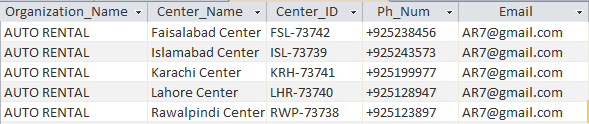 Organization_Name Center_Name Center_ID Ph_Num Email
AUTO RENTAL Faisalabad Center FSL-73742 +925238456 AR7@gmail.com
AUTO RENTAL Islamabad Center ISL-73739 +925243573 AR7@gmail.com
AUTO RENTAL Karachi Center KRH-73741 +925199977 AR7@gmail.com
AUTO RENTAL Lahore Center LHR-73740 +925128947 AR7@gmail.com
AUTO RENTAL Rawalpindi Center RWP-73738 +925123897 AR7@gmail.com